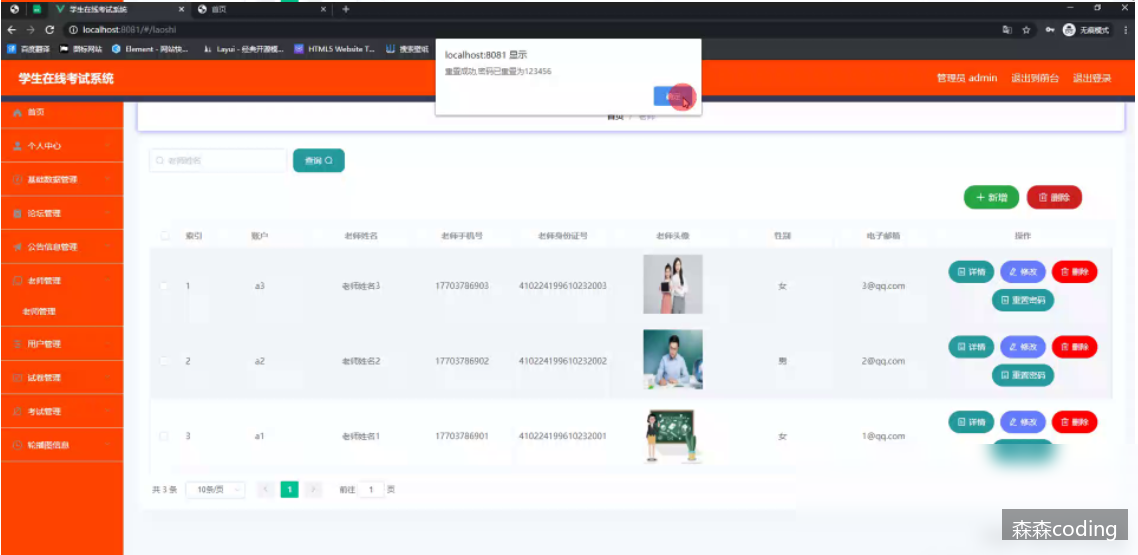 学生在线考试系统
首页
localhost:8081/#/laoshi
无痕模式
百度翻译
图标网站
Element - 网站快...
Layui - 经典开源模...
HTML5 Website T...
搜索壁纸
localhost:8081 显示
重置成功,密码已重置为123456
学生在线考试系统
管理员 admin 退出到前台 退出登录
首页
个人中心
基础数据管理
论坛管理
公告信息管理
老师管理
老师管理
用户管理
试卷管理
考试管理
轮播图信息
首页 / 老师
老师姓名
查询
+ 新增 删除
索引 账户 老师姓名 老师手机号 老师身份证号 老师头像 性别 电子邮箱 操作
1 a3 老师姓名3 17703786903 410224199610232003 女 3@qq.com 详情 修改 删除
重置密码
2 a2 老师姓名2 17703786902 410224199610232002 男 2@qq.com 详情 修改 删除
重置密码
3 a1 老师姓名1 17703786901 410224199610232001 女 1@qq.com 详情 修改 删除
共 3 条 10条/页 < 1 > 前往 1 页
森森coding